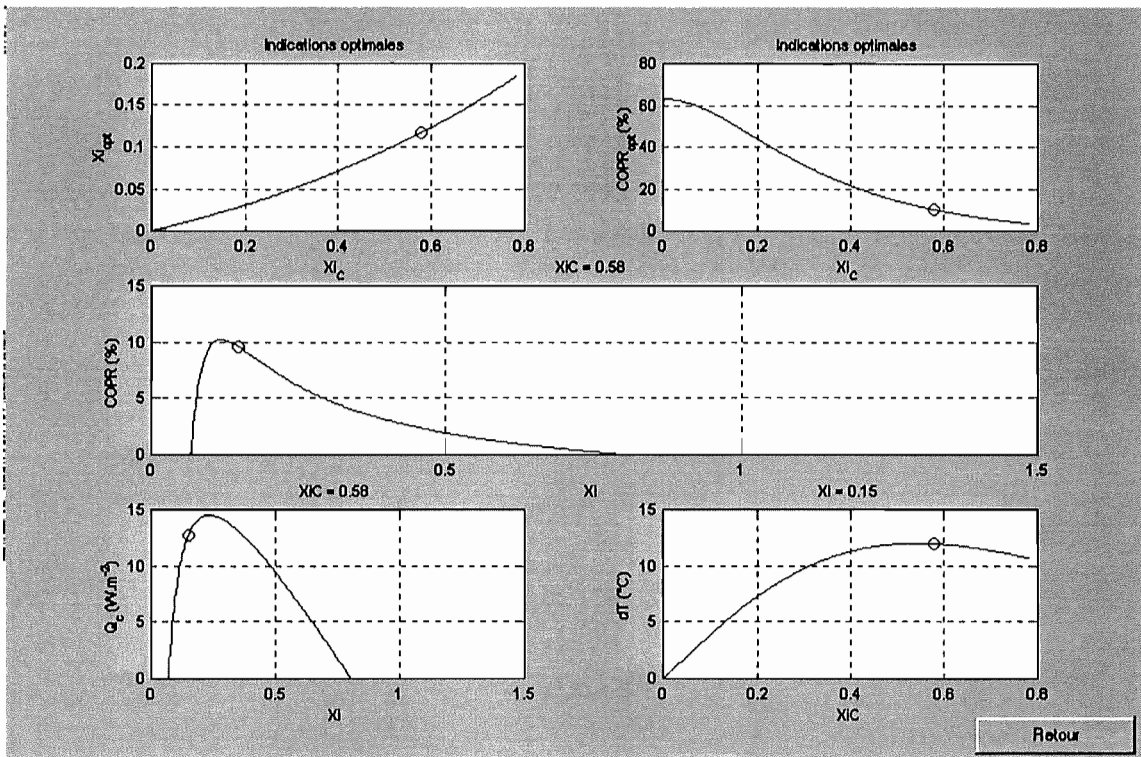 Indications optimales
0.2
0.15
0.1
0.05
0
Xi_opt
0 0.2 0.4 0.6 0.8
XI_C
Indications optimales
80
60
40
20
0
COPR_opt (%)
0 0.2 0.4 0.6 0.8
XI_C
XIC = 0.58
15
10
5
0
COPR (%)
0 0.5 1 1.5
XI
XIC = 0.58
15
10
5
0
Q_c (W.m^-2)
0 0.5 1 1.5
XI
XI = 0.15
15
10
5
0
dT (°C)
0 0.2 0.4 0.6 0.8
XIC
Retour